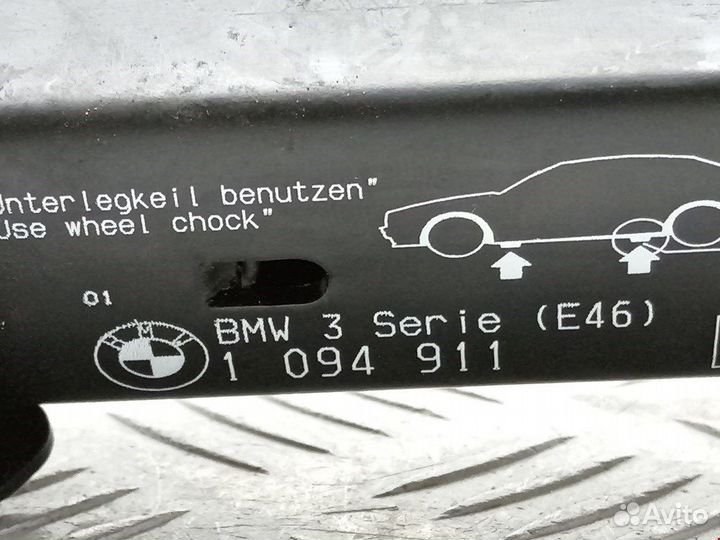 Unterlegkeil benutzen"
Use wheel chock"
01
M
BMW 3 Serie (E46)
1 094 911
Avito